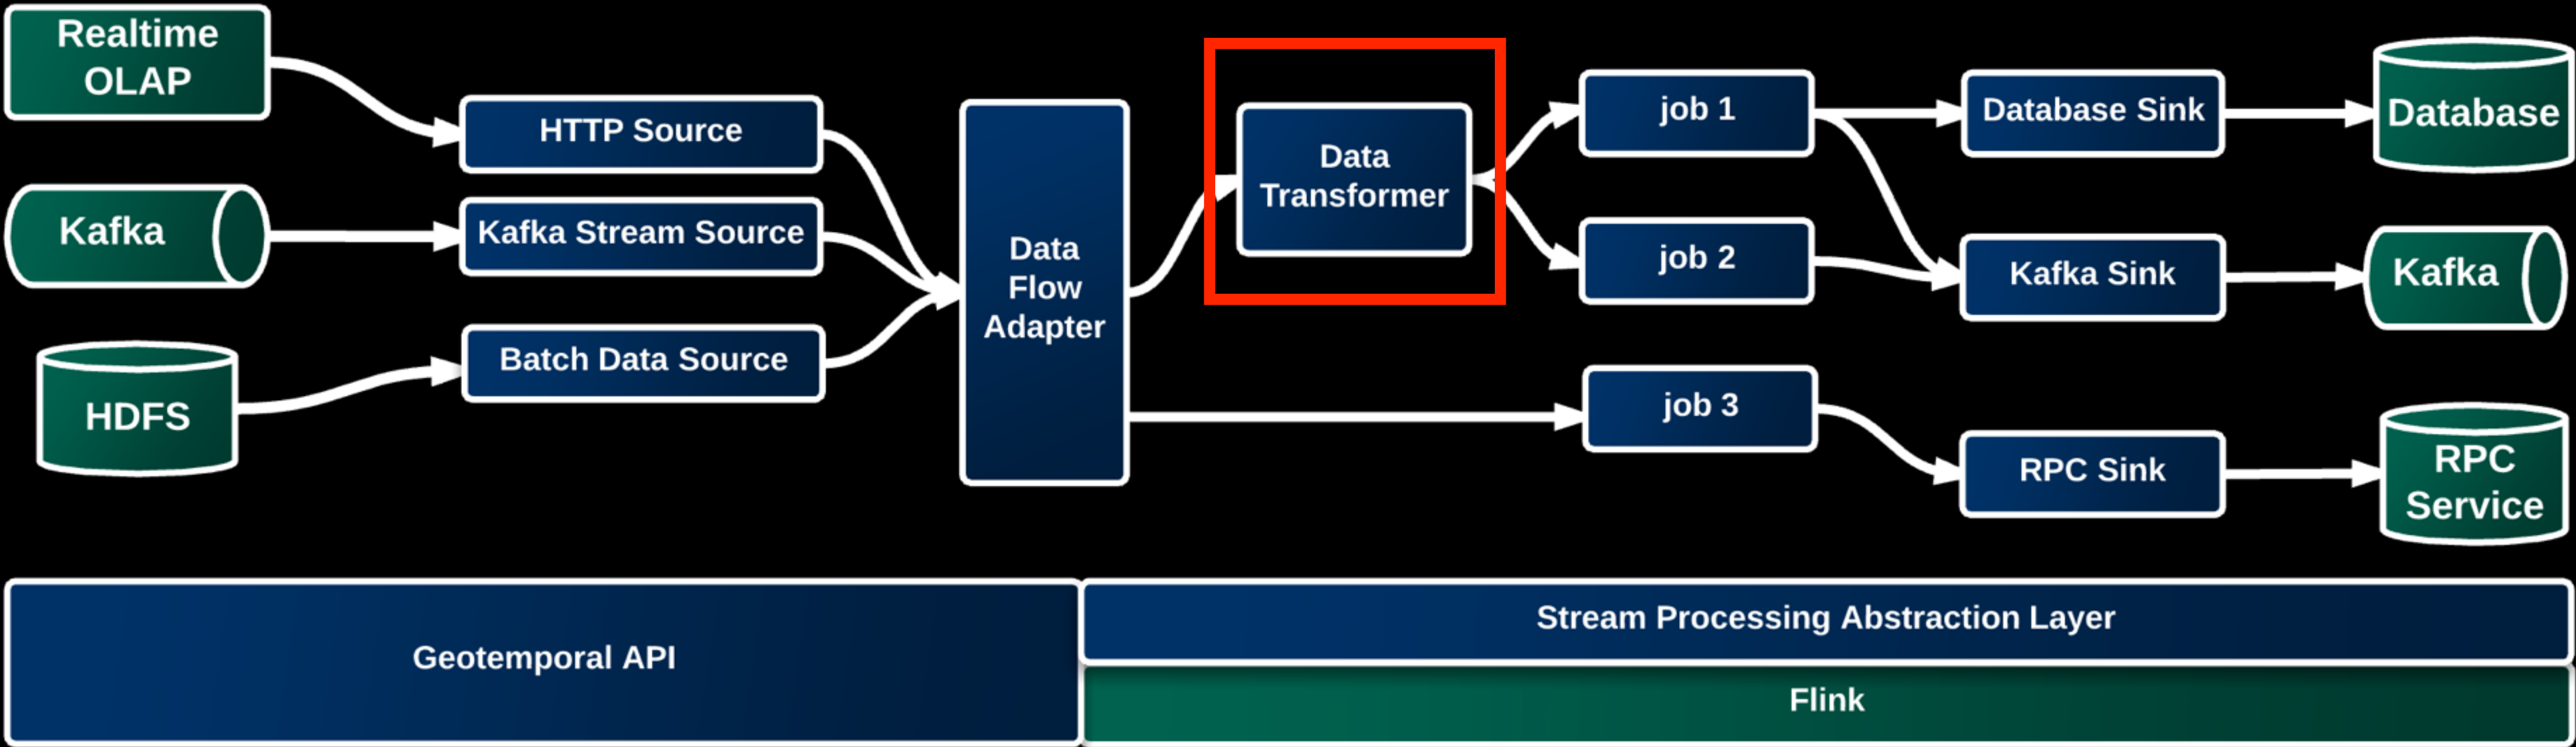 Realtime
OLAP
Kafka
HDFS
HTTP Source
Kafka Stream Source
Batch Data Source
Data
Flow
Adapter
Data
Transformer
job 1
job 2
job 3
Database Sink
Kafka Sink
RPC Sink
Database
Kafka
RPC
Service
Geotemporal API
Stream Processing Abstraction Layer
Flink